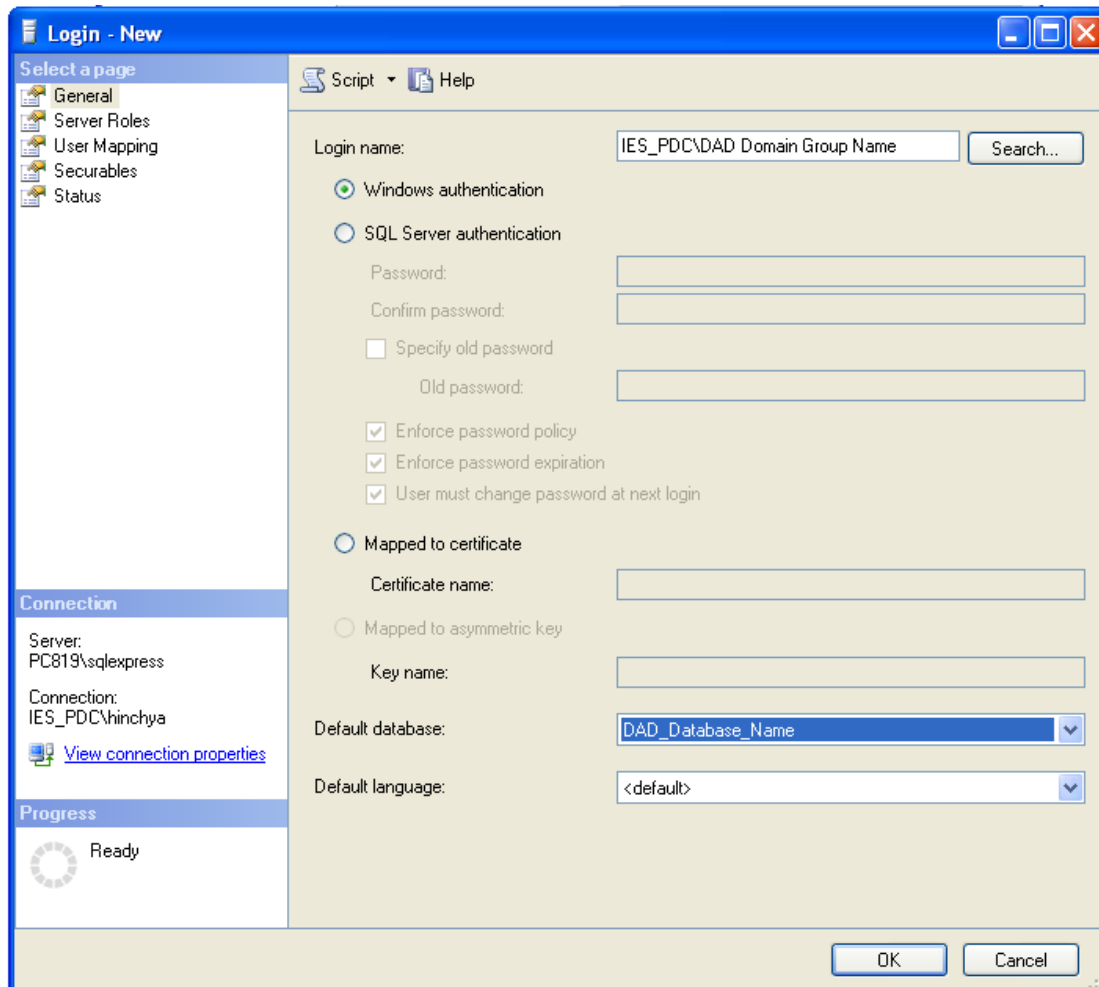 Login - New
Select a page
General
Server Roles
User Mapping
Securables
Status
Script Help
Login name: IES_PDC\DAD Domain Group Name Search...
Windows authentication
SQL Server authentication
Password:
Confirm password:
Specify old password
Old password:
Enforce password policy
Enforce password expiration
User must change password at next login
Mapped to certificate
Certificate name:
Mapped to asymmetric key
Key name:
Default database: DAD_Database_Name
Default language: <default>
Connection
Server:
PC819\sqlexpress
Connection:
IES_PDC\hinchya
View connection properties
Progress
Ready
OK Cancel